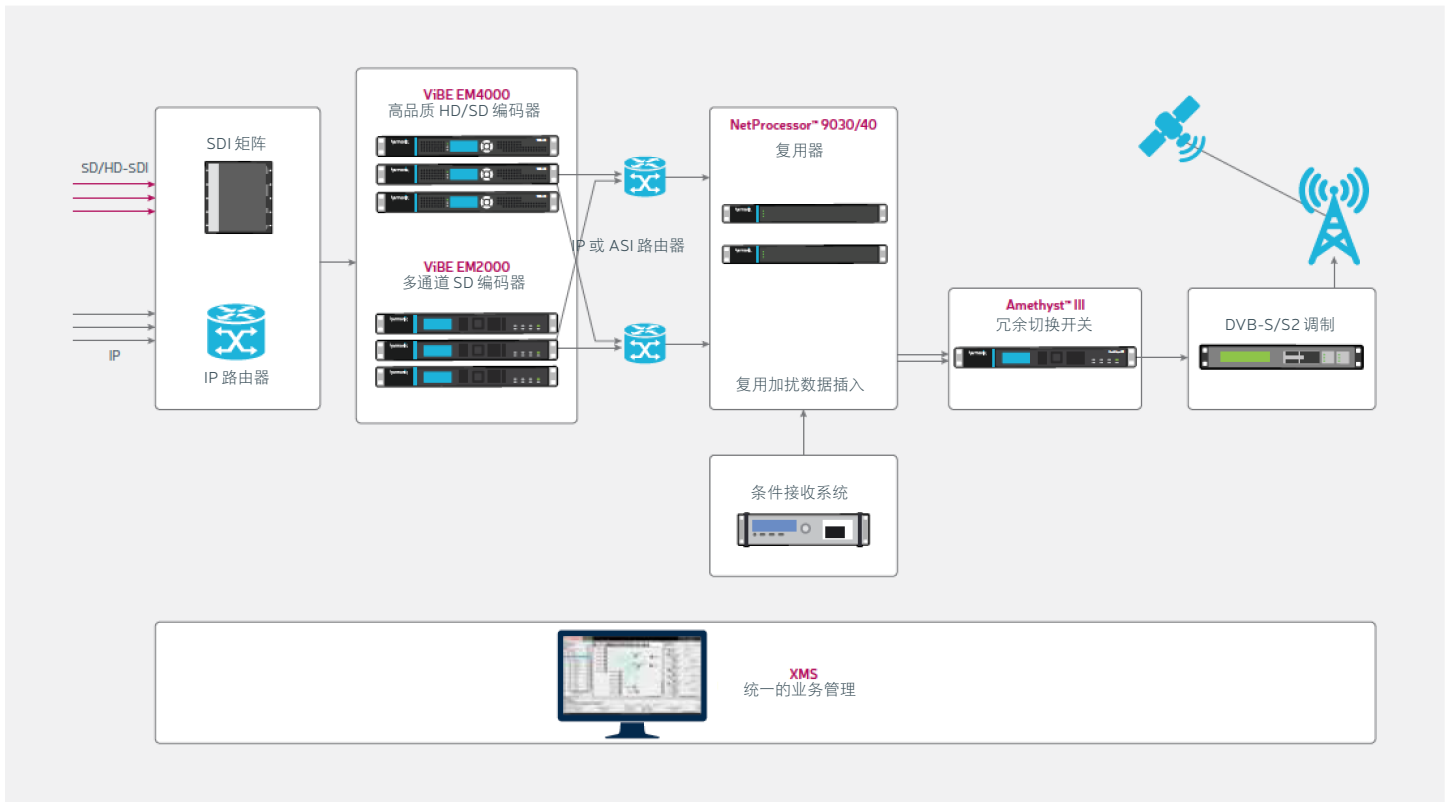 SD/HD-SDI
IP
SDI 矩阵
IP 路由器
ViBE EM4000
高品质 HD/SD 编码器
ViBE EM2000
多通道 SD 编码器
IP 或 ASI 路由器
NetProcessor™ 9030/40
复用器
复用加扰数据插入
条件接收系统
Amethyst™ III
冗余切换开关
DVB-S/S2 调制
XMS
统一的业务管理